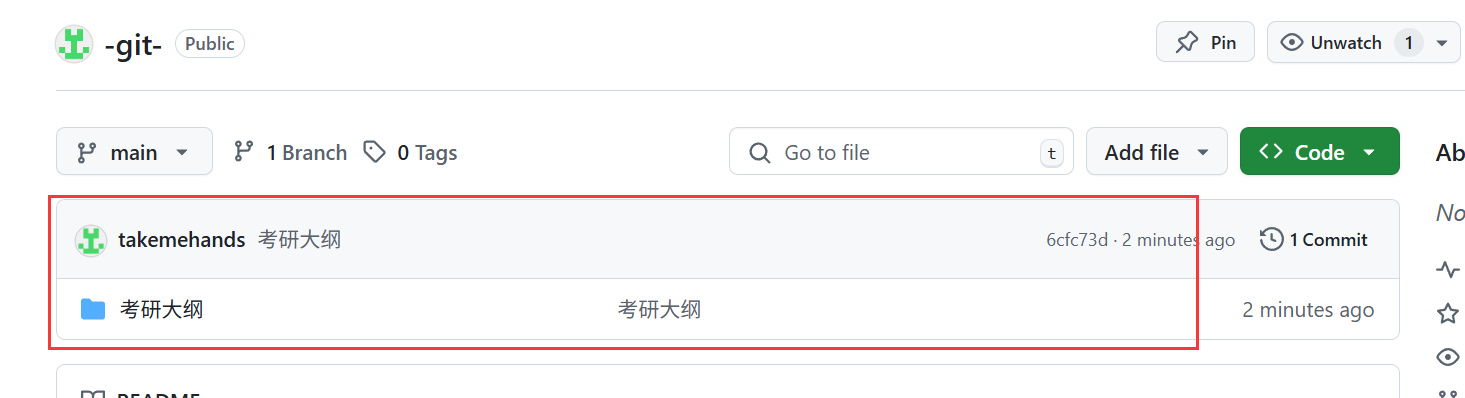 -git- Public Pin Unwatch 1
main 1 Branch 0 Tags Go to file t Add file Code Ab
No
takemehands 考研大纲 6cfc73d · 2 minutes ago 1 Commit
考研大纲 考研大纲 2 minutes ago
README